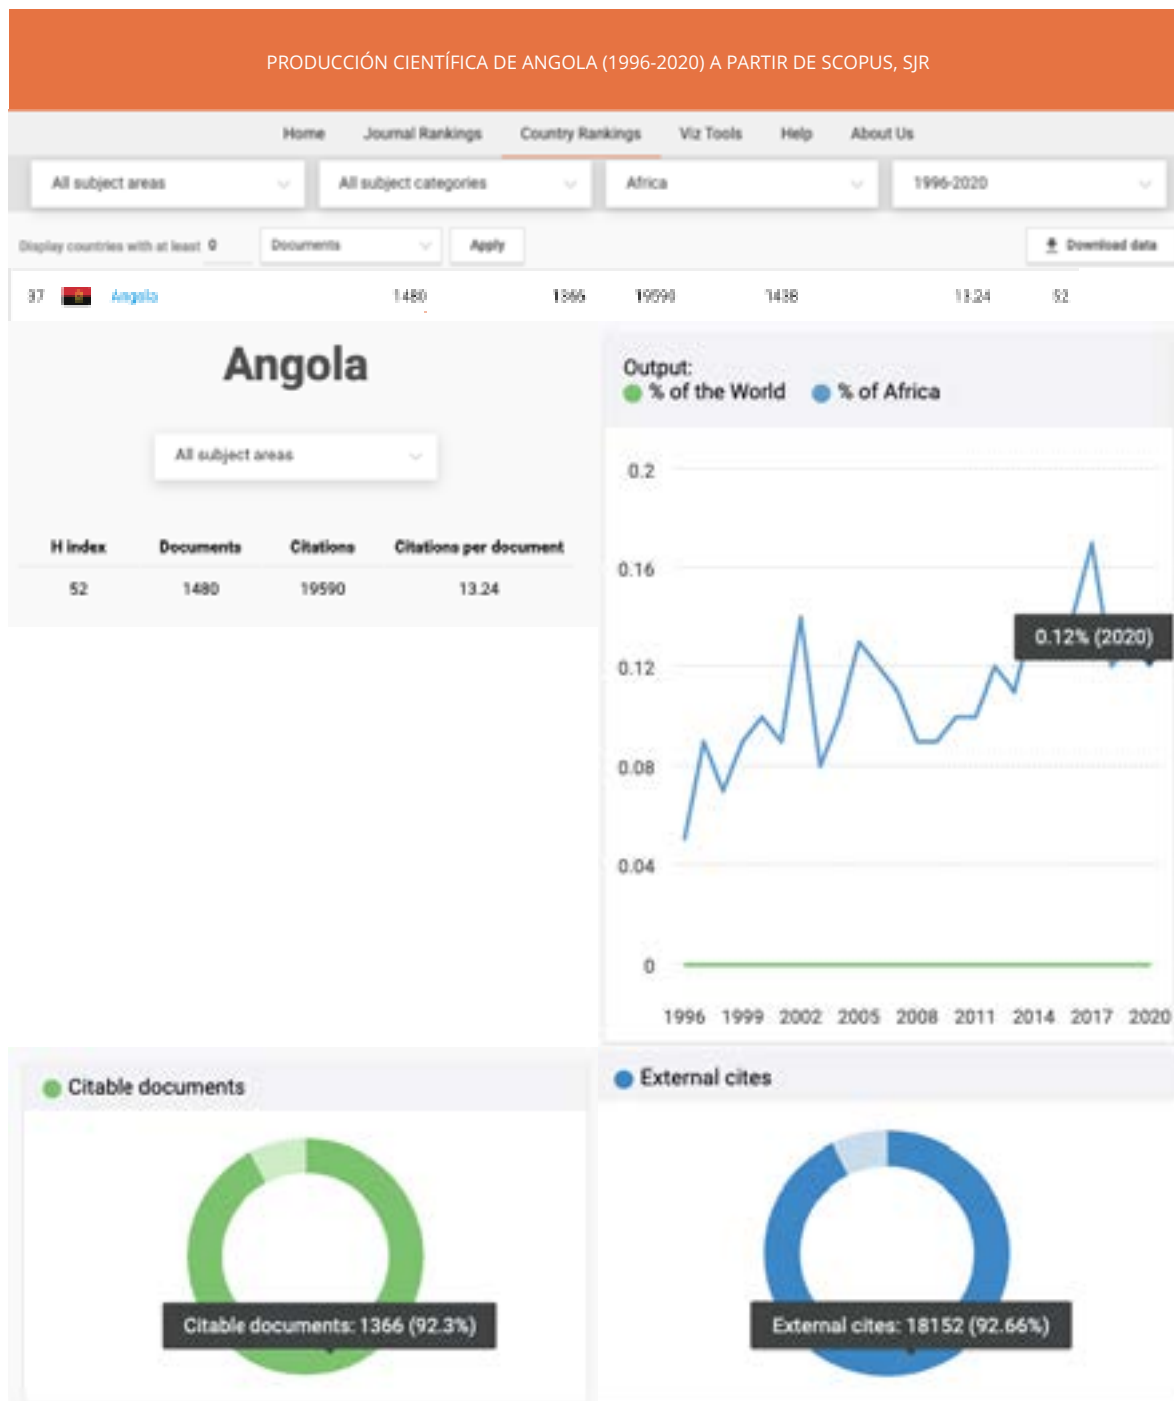 PRODUCCIÓN CIENTÍFICA DE ANGOLA (1996-2020) A PARTIR DE SCOPUS, SJR
Home Journal Rankings Country Rankings Viz Tools Help About Us
All subject areas All subject categories Africa 1996-2020
Display countries with at least 0 Documents Apply Download data
37 Angola 1480 1366 19590 1438 13.24 52
Angola
All subject areas
H index Documents Citations Citations per document
52 1480 19590 13.24
Output:
% of the World % of Africa
0.2
0.16
0.12% (2020)
0.12
0.08
0.04
0
1996 1999 2002 2005 2008 2011 2014 2017 2020
Citable documents
Citable documents: 1366 (92.3%)
External cites
External cites: 18152 (92.66%)